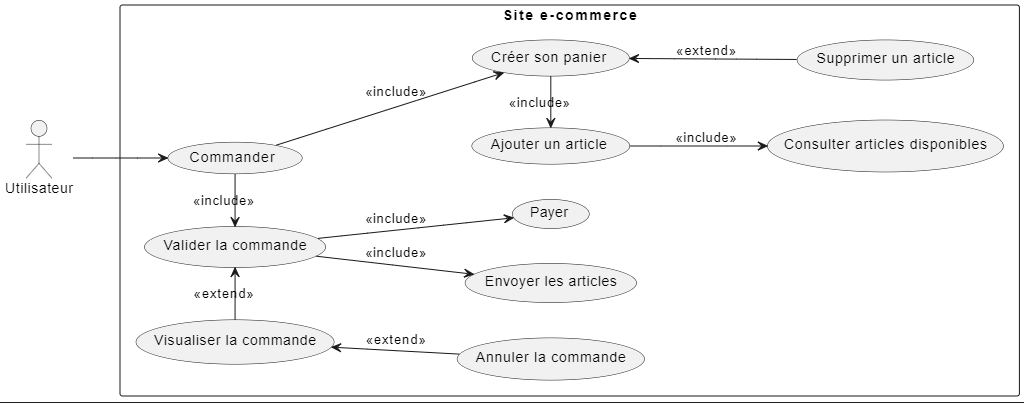 Site e-commerce
Créer son panier
«extend»
Supprimer un article
«include»
«include»
Utilisateur
Commander
Ajouter un article
«include»
Consulter articles disponibles
«include»
Valider la commande
«include»
Payer
«include»
Envoyer les articles
«extend»
Visualiser la commande
«extend»
Annuler la commande